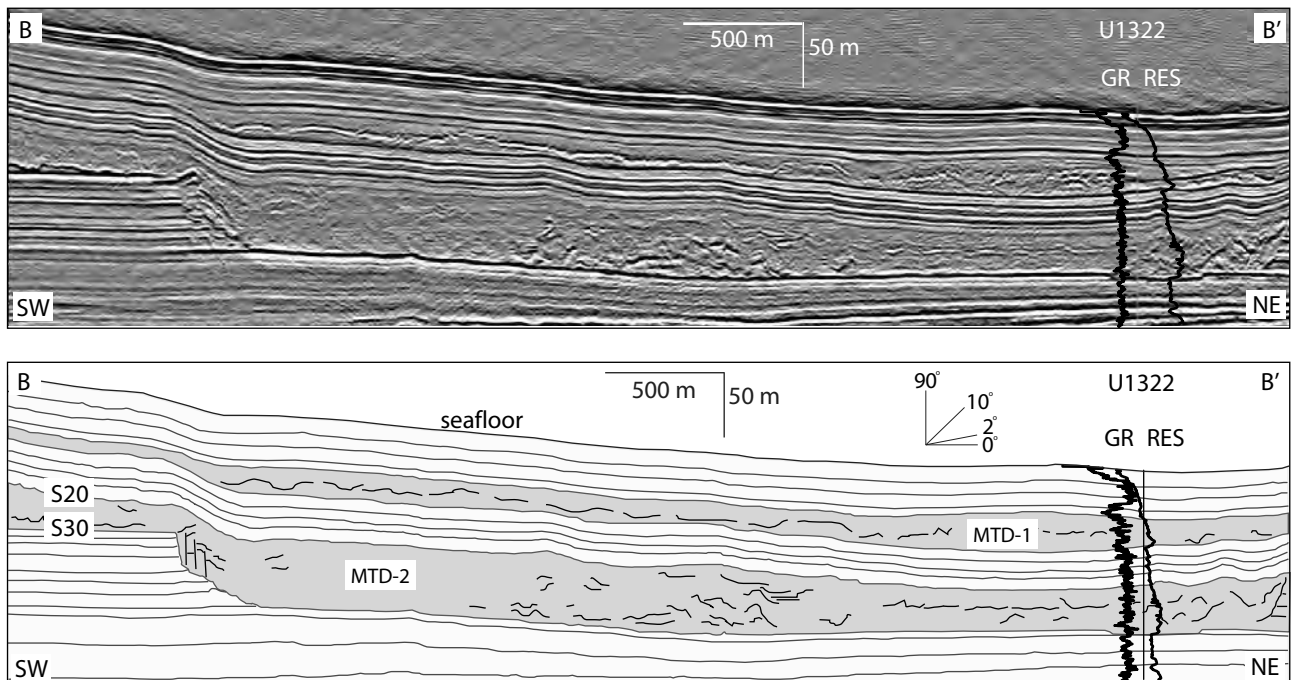 B
B’
500 m
50 m
U1322
GR RES
SW
NE
B
B’
500 m
50 m
90°
10°
2°
0°
U1322
GR RES
seafloor
S20
S30
MTD-1
MTD-2
SW
NE